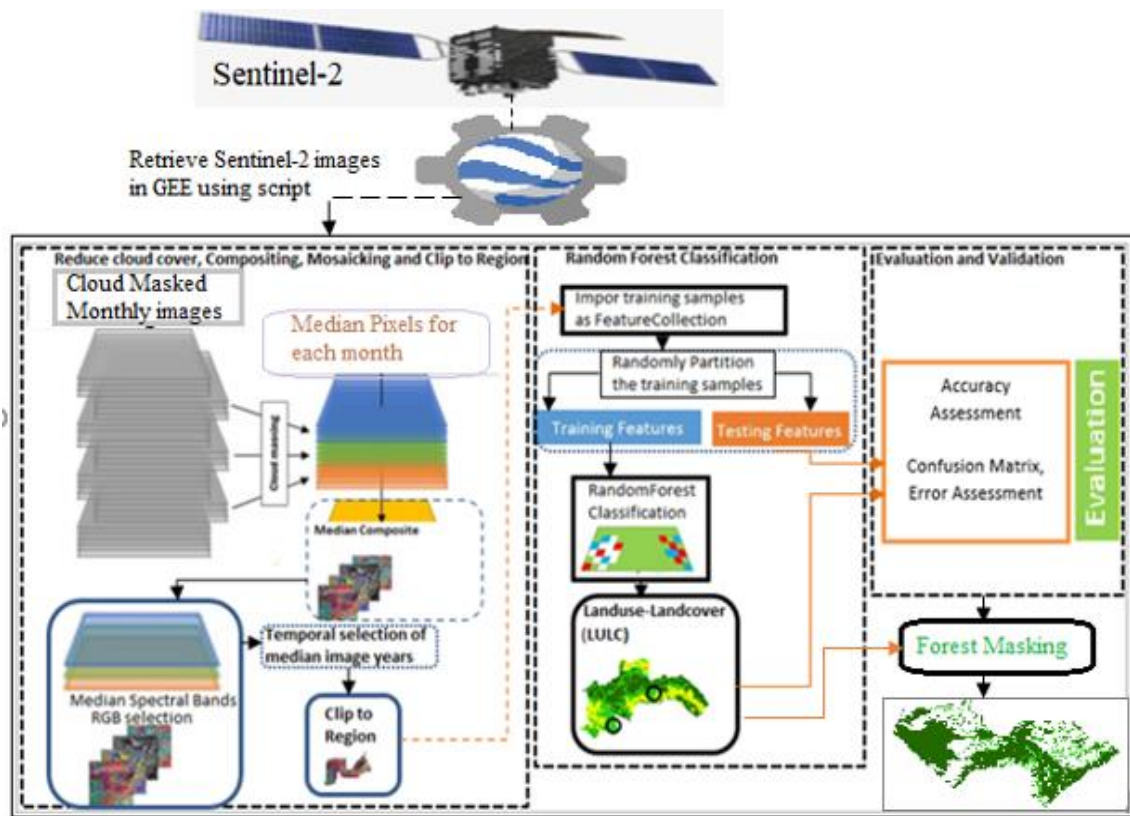 Sentinel-2
Retrieve Sentinel-2 images
in GEE using script
Reduce cloud cover, Compositing, Mosaicking and Clip to Region
Cloud Masked
Monthly images
Median Pixels for
each month
Cloud masking
Median Composite
Median Spectral Bands
RGB selection
Temporal selection of
median image years
Clip to
Region
Random Forest Classification
Impor training samples
as FeatureCollection
Randomly Partition
the training samples
Training Features
Testing Features
RandomForest
Classification
Landuse-Landcover
(LULC)
Evaluation and Validation
Accuracy
Assessment
Confusion Matrix,
Error Assessment
Evaluation
Forest Masking